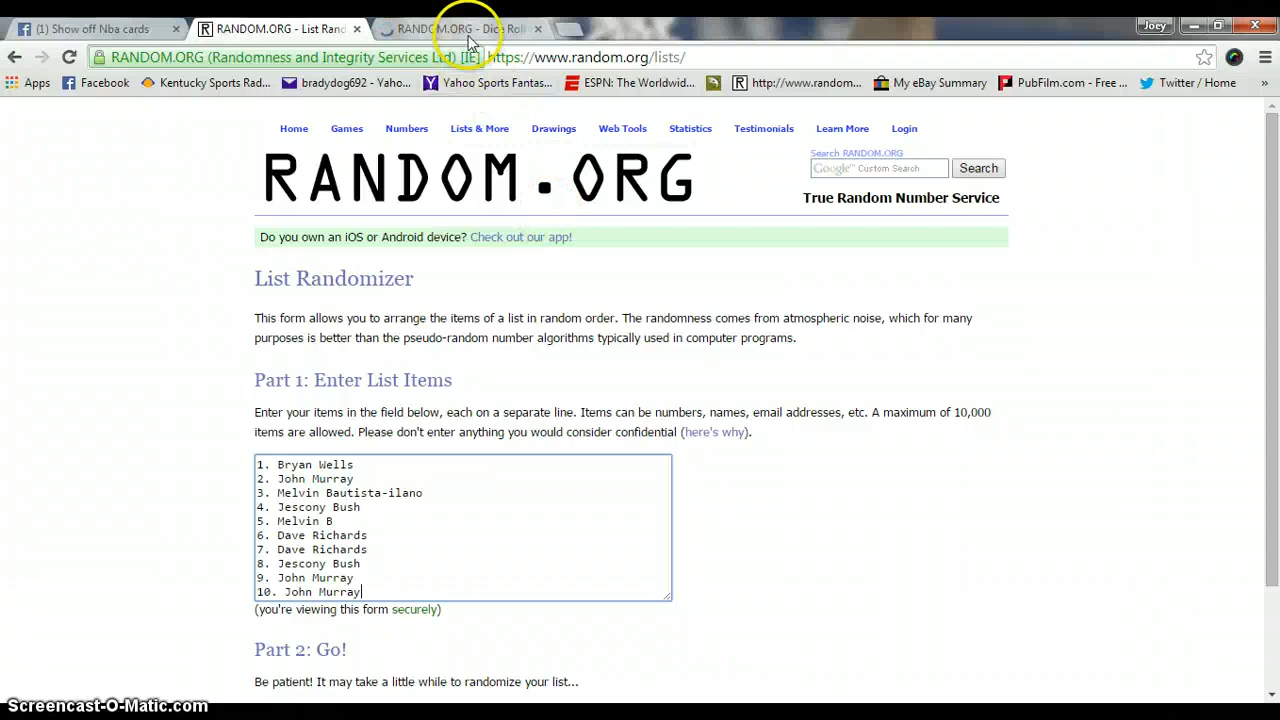 (1) Show off Nba cards
RANDOM.ORG - List Rand
RANDOM.ORG - Dice Roll
Joey
RANDOM.ORG (Randomness and Integrity Services Ltd) [IE] https://www.random.org/lists/
Apps Facebook Kentucky Sports Rad... bradydog692 - Yahoo... Yahoo Sports Fantas... ESPN: The Worldwid... http://www.random... My eBay Summary PubFilm.com - Free ... Twitter / Home
Home Games Numbers Lists & More Drawings Web Tools Statistics Testimonials Learn More Login
RANDOM.ORG
Search RANDOM.ORG
Google™ Custom Search Search
True Random Number Service
Do you own an iOS or Android device? Check out our app!
List Randomizer
This form allows you to arrange the items of a list in random order. The randomness comes from atmospheric noise, which for many
purposes is better than the pseudo-random number algorithms typically used in computer programs.
Part 1: Enter List Items
Enter your items in the field below, each on a separate line. Items can be numbers, names, email addresses, etc. A maximum of 10,000
items are allowed. Please don't enter anything you would consider confidential (here's why).
1. Bryan Wells
2. John Murray
3. Melvin Bautista-ilano
4. Jescony Bush
5. Melvin B
6. Dave Richards
7. Dave Richards
8. Jescony Bush
9. John Murray
10. John Murray
(you're viewing this form securely)
Part 2: Go!
Be patient! It may take a little while to randomize your list...
Screencast-O-Matic.com